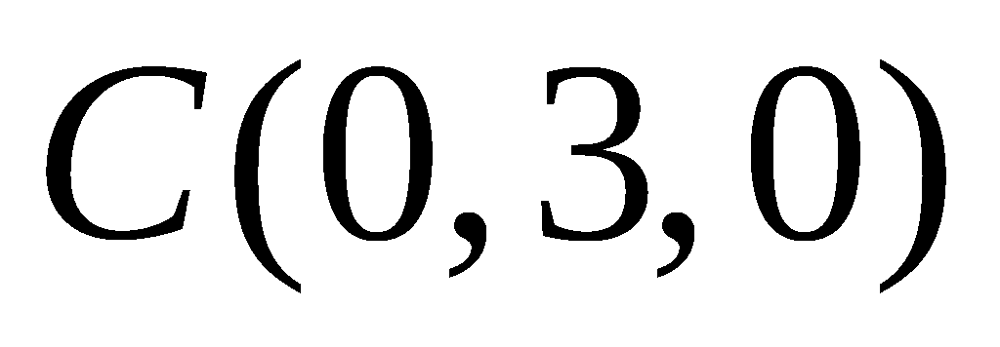 C(0, 3, 0)